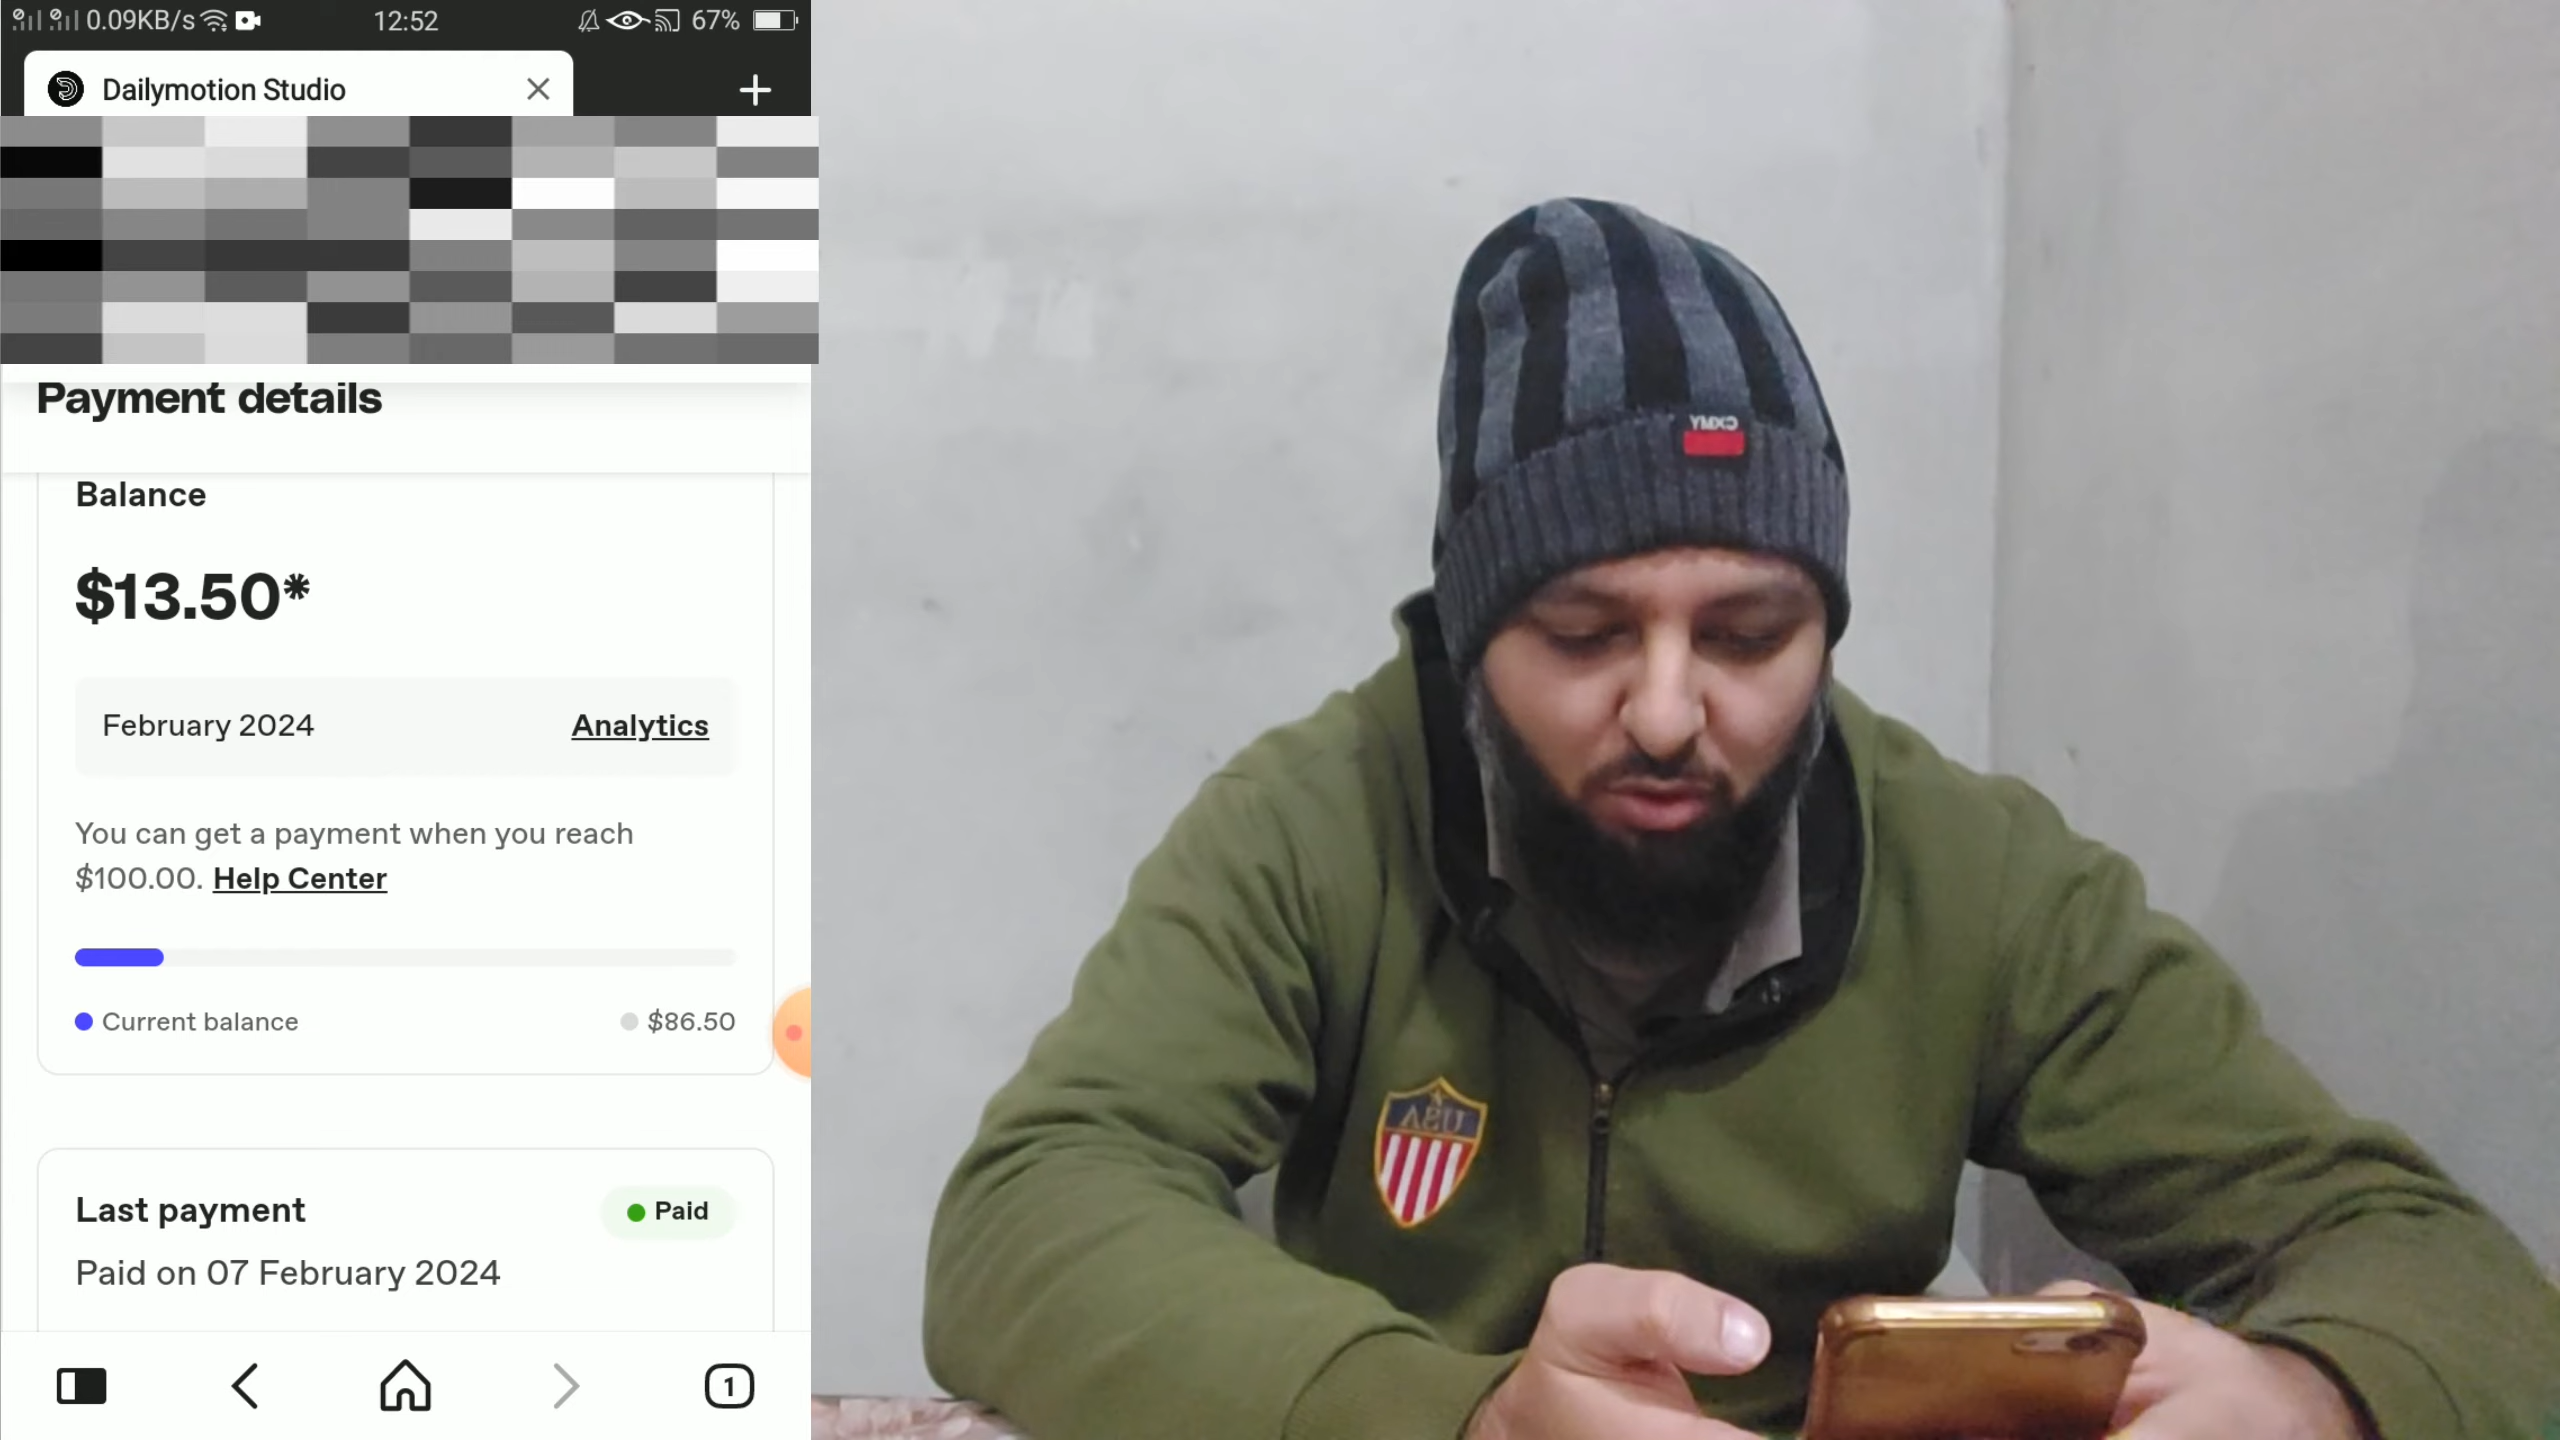 0.09KB/s 12:52 67%
Dailymotion Studio
Payment details
Balance
$13.50*
February 2024 Analytics
You can get a payment when you reach
$100.00. Help Center
Current balance $86.50
Last payment Paid
Paid on 07 February 2024
1
CXMY
USA